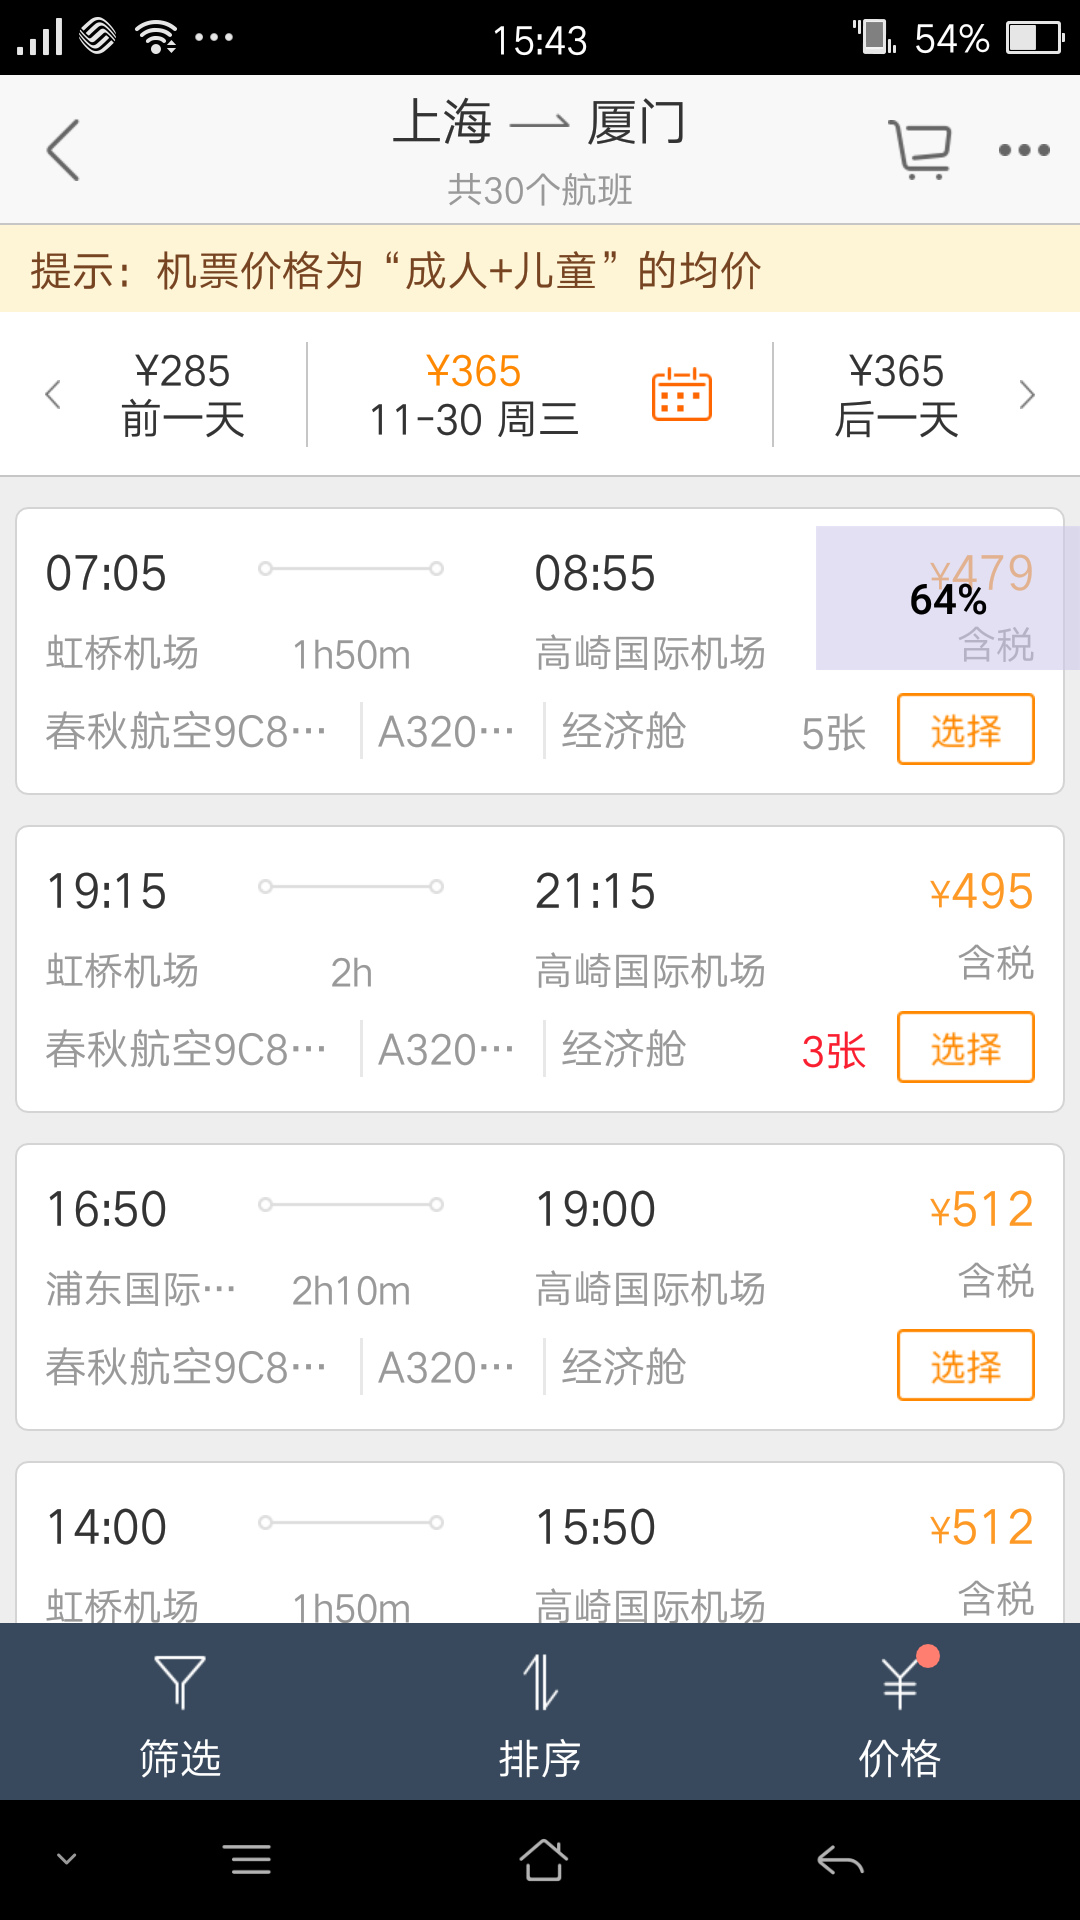 15:43 54%
上海 厦门
共30个航班
提示：机票价格为“成人+儿童”的均价
¥285 ¥365 ¥365
前一天 11-30 周三 后一天
07:05 08:55 ¥479
64%
虹桥机场 1h50m 高崎国际机场 含税
春秋航空9C8… A320… 经济舱 5张 选择
19:15 21:15 ¥495
虹桥机场 2h 高崎国际机场 含税
春秋航空9C8… A320… 经济舱 3张 选择
16:50 19:00 ¥512
浦东国际… 2h10m 高崎国际机场 含税
春秋航空9C8… A320… 经济舱 选择
14:00 15:50 ¥512
虹桥机场 1h50m 高崎国际机场 含税
筛选 排序 价格